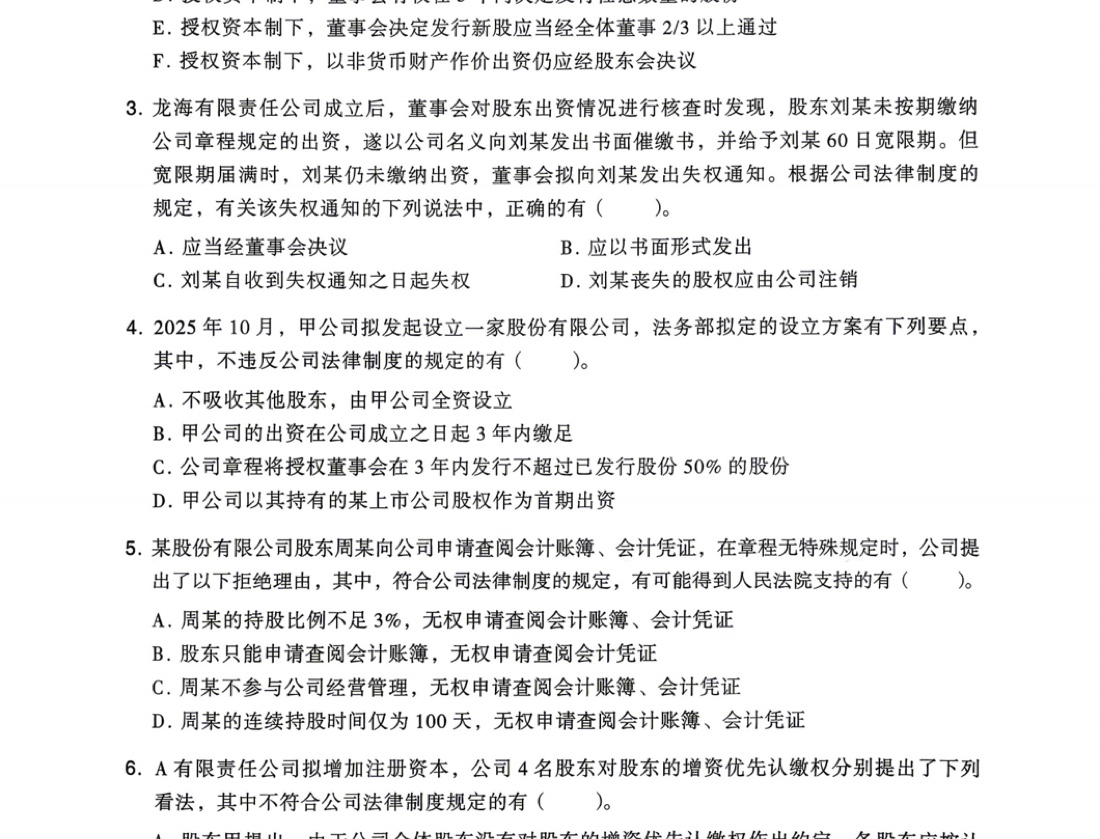 E. 授权资本制下，董事会决定发行新股应当经全体董事 2/3 以上通过
F. 授权资本制下，以非货币财产作价出资仍应经股东会决议
3. 龙海有限责任公司成立后，董事会对股东出资情况进行核查时发现，股东刘某未按期缴纳
公司章程规定的出资，遂以公司名义向刘某发出书面催缴书，并给予刘某 60 日宽限期。但
宽限期届满时，刘某仍未缴纳出资，董事会拟向刘某发出失权通知。根据公司法律制度的
规定，有关该失权通知的下列说法中，正确的有（　　）。
A. 应当经董事会决议 B. 应以书面形式发出
C. 刘某自收到失权通知之日起失权 D. 刘某丧失的股权应由公司注销
4. 2025 年 10 月，甲公司拟发起设立一家股份有限公司，法务部拟定的设立方案有下列要点，
其中，不违反公司法律制度的规定的有（　　）。
A. 不吸收其他股东，由甲公司全资设立
B. 甲公司的出资在公司成立之日起 3 年内缴足
C. 公司章程将授权董事会在 3 年内发行不超过已发行股份 50% 的股份
D. 甲公司以其持有的某上市公司股权作为首期出资
5. 某股份有限公司股东周某向公司申请查阅会计账簿、会计凭证，在章程无特殊规定时，公司提
出了以下拒绝理由，其中，符合公司法律制度的规定，有可能得到人民法院支持的有（　　）。
A. 周某的持股比例不足 3%，无权申请查阅会计账簿、会计凭证
B. 股东只能申请查阅会计账簿，无权申请查阅会计凭证
C. 周某不参与公司经营管理，无权申请查阅会计账簿、会计凭证
D. 周某的连续持股时间仅为 100 天，无权申请查阅会计账簿、会计凭证
6. A 有限责任公司拟增加注册资本，公司 4 名股东对股东的增资优先认缴权分别提出了下列
看法，其中不符合公司法律制度规定的有（　　）。